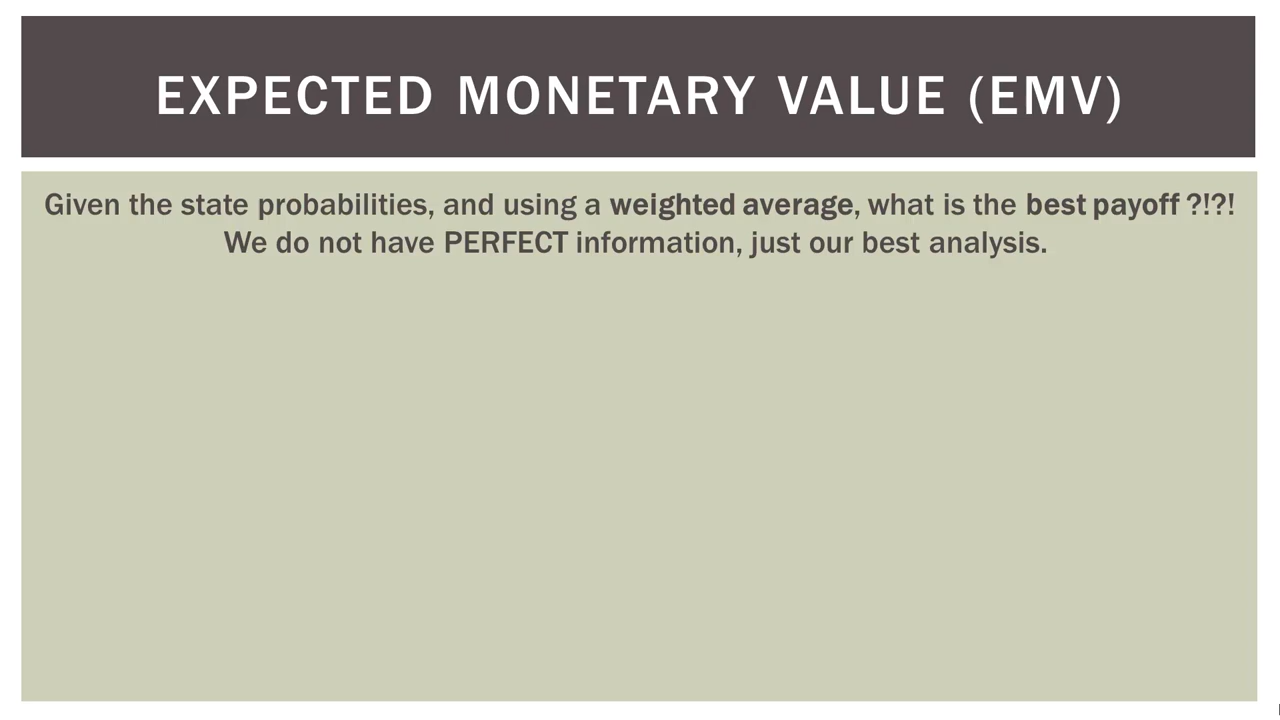 EXPECTED MONETARY VALUE (EMV)
Given the state probabilities, and using a weighted average, what is the best payoff ?!?!
We do not have PERFECT information, just our best analysis.